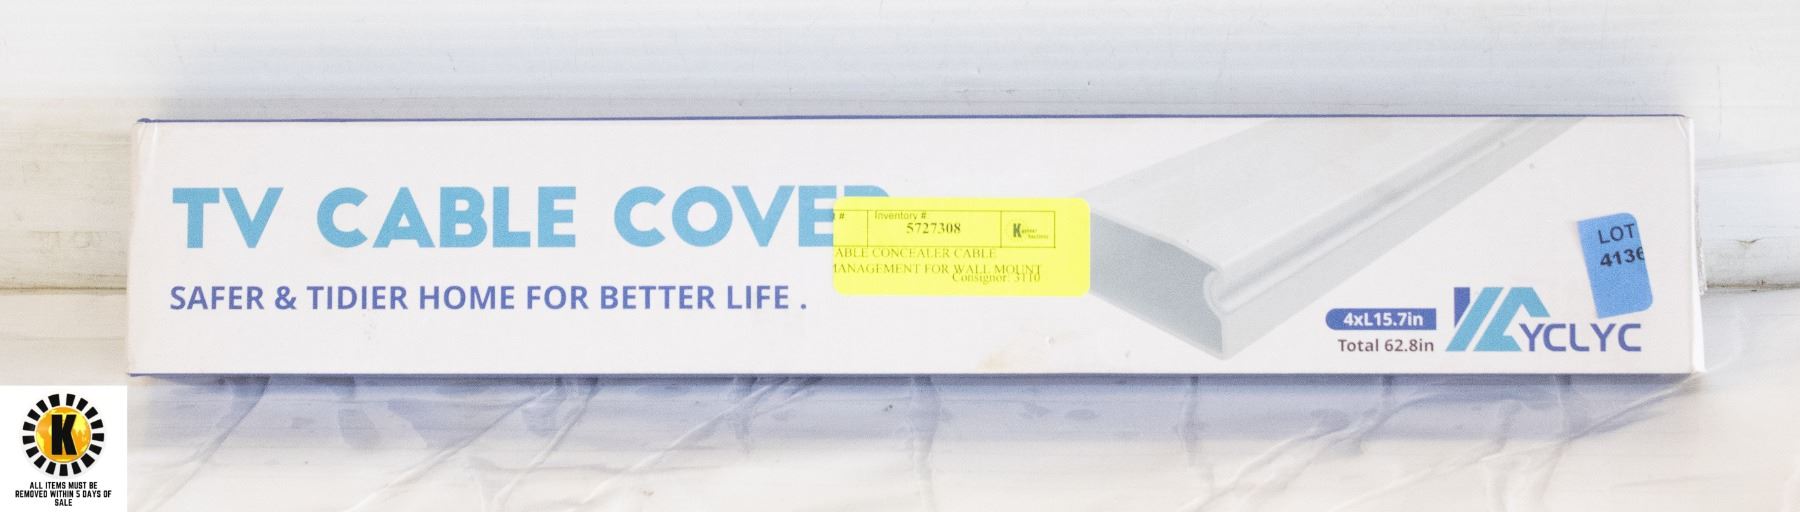 TV CABLE COVE
SAFER & TIDIER HOME FOR BETTER LIFE .
#
Inventory #
5727308
K
ABLE CONCEALER CABLE
MANAGEMENT FOR WALL MOUNT
Consignor: 3110
LOT
4136
4xL15.7in
Total 62.8in
YCLYC
K
ALL ITEMS MUST BE
REMOVED WITHIN 5 DAYS OF
SALE